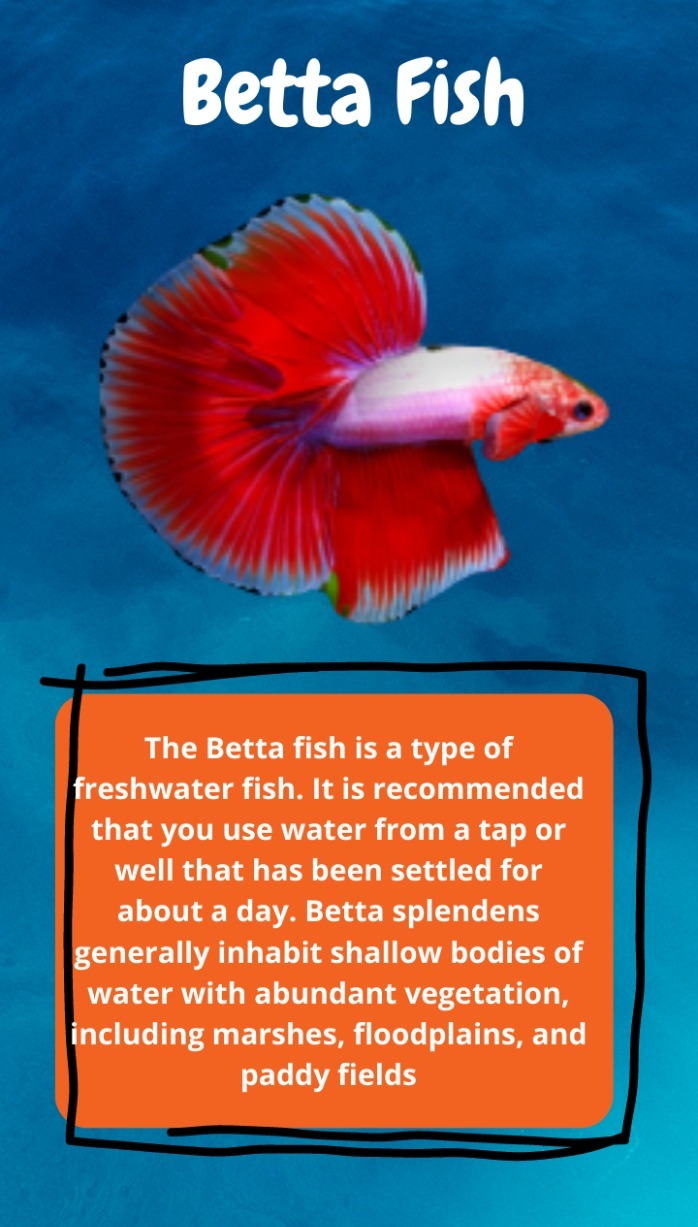 Betta Fish
The Betta fish is a type of
freshwater fish. It is recommended
that you use water from a tap or
well that has been settled for
about a day. Betta splendens
generally inhabit shallow bodies of
water with abundant vegetation,
including marshes, floodplains, and
paddy fields